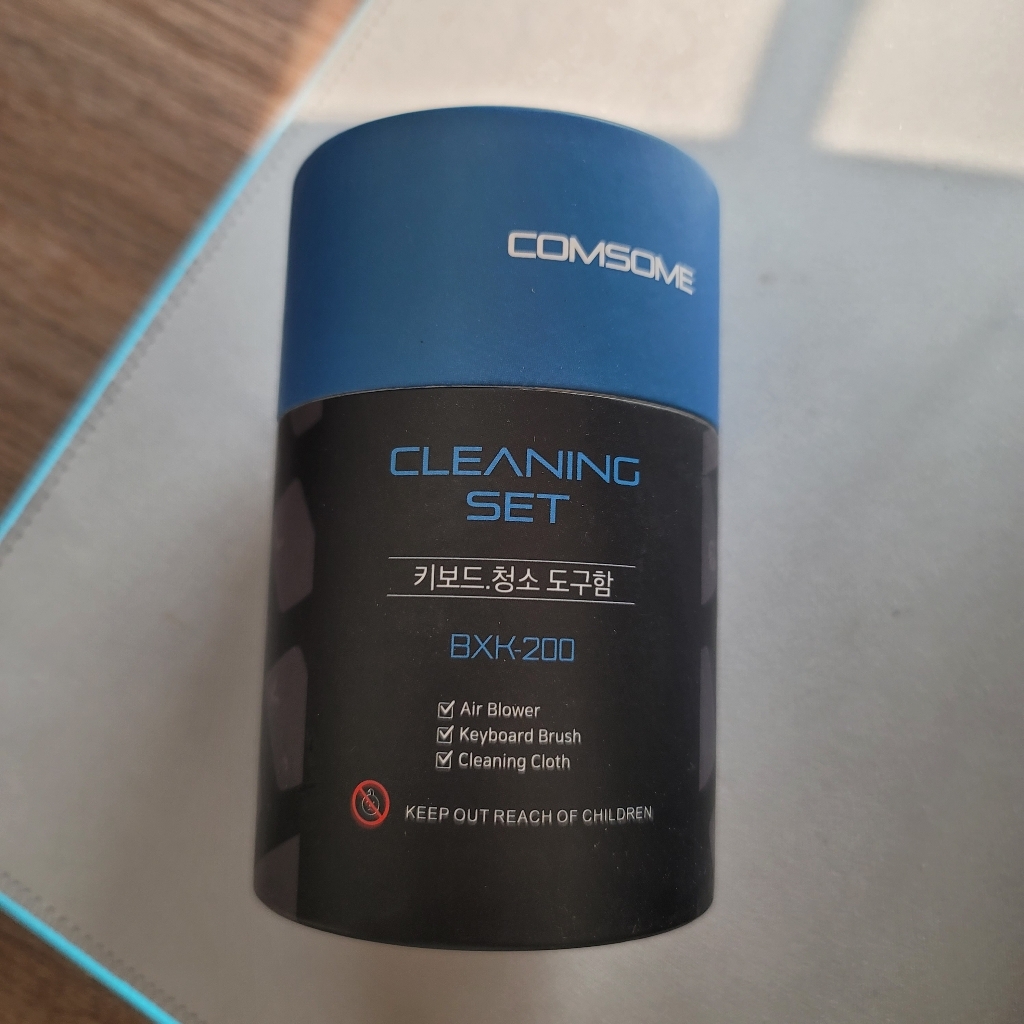 COMSOME
CLEANING
SET
키보드.청소 도구함
BXK-200
Air Blower
Keyboard Brush
Cleaning Cloth
KEEP OUT REACH OF CHILDREN